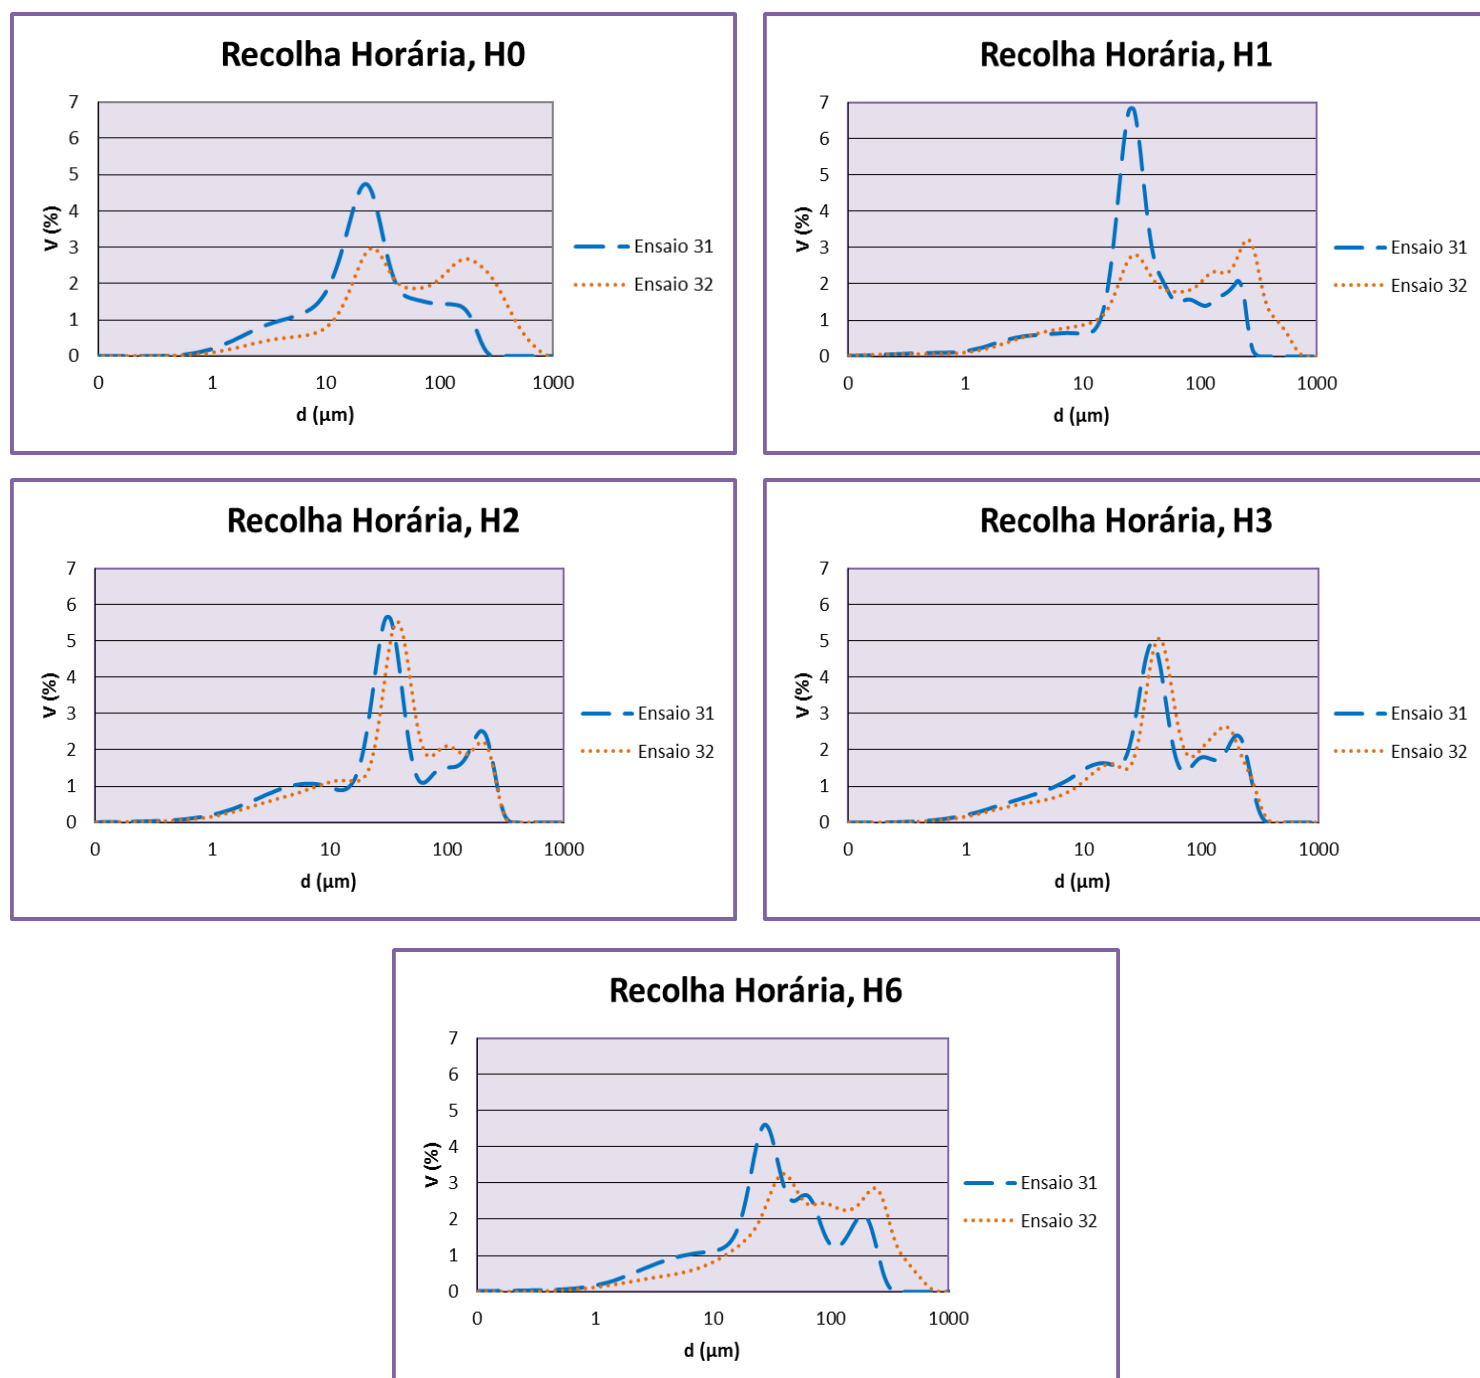 Recolha Horária, H0
7
6
5
4
3
2
1
0
V (%)
0 1 10 100 1000
d (µm)
Ensaio 31
Ensaio 32
Recolha Horária, H1
7
6
5
4
3
2
1
0
V (%)
0 1 10 100 1000
d (µm)
Ensaio 31
Ensaio 32
Recolha Horária, H2
7
6
5
4
3
2
1
0
V (%)
0 1 10 100 1000
d (µm)
Ensaio 31
Ensaio 32
Recolha Horária, H3
7
6
5
4
3
2
1
0
V (%)
0 1 10 100 1000
d (µm)
Ensaio 31
Ensaio 32
Recolha Horária, H6
7
6
5
4
3
2
1
0
V (%)
0 1 10 100 1000
d (µm)
Ensaio 31
Ensaio 32